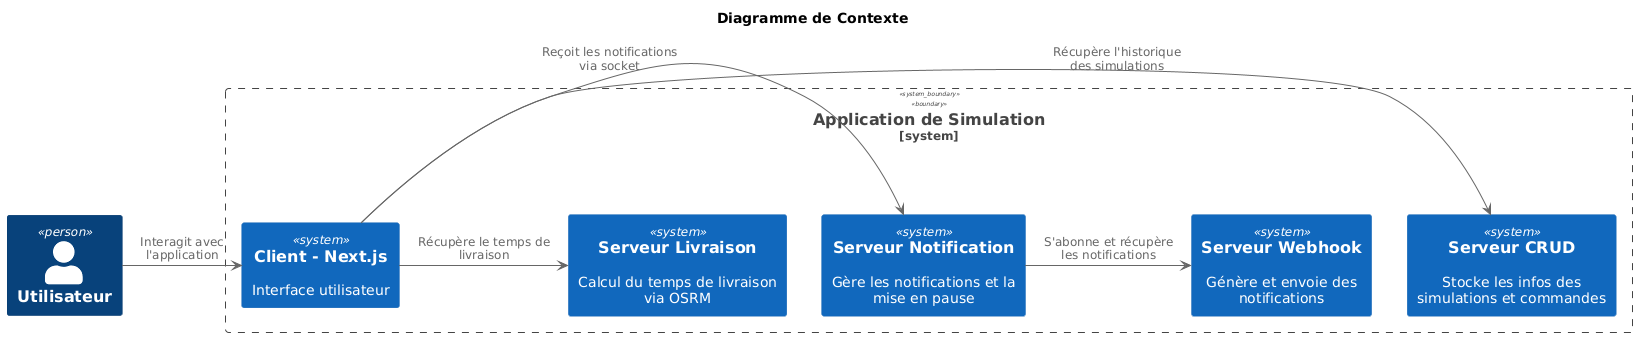 Diagramme de Contexte
Reçoit les notifications
via socket
Récupère l'historique
des simulations
«system_boundary»
«boundary»
Application de Simulation
[system]
«person»
Utilisateur
Interagit avec
l'application
«system»
Client - Next.js
Interface utilisateur
Récupère le temps de
livraison
«system»
Serveur Livraison
Calcul du temps de livraison
via OSRM
«system»
Serveur Notification
Gère les notifications et la
mise en pause
S'abonne et récupère
les notifications
«system»
Serveur Webhook
Génère et envoie des
notifications
«system»
Serveur CRUD
Stocke les infos des
simulations et commandes